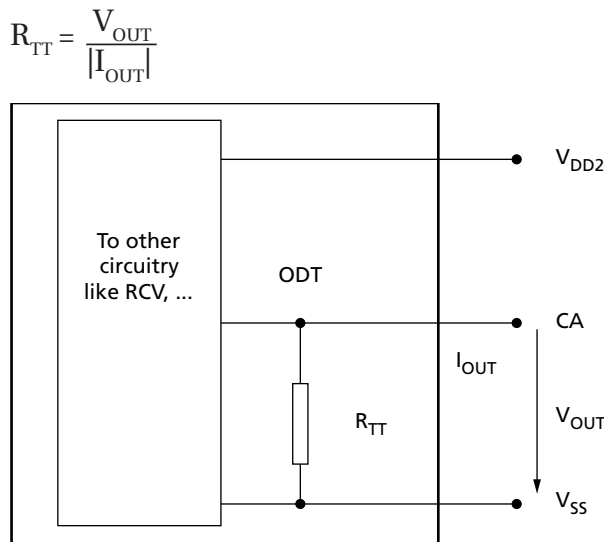 R_TT = V_OUT / |I_OUT|
V_DD2
To other
circuitry
like RCV, ...
ODT
CA
I_OUT
R_TT
V_OUT
V_SS